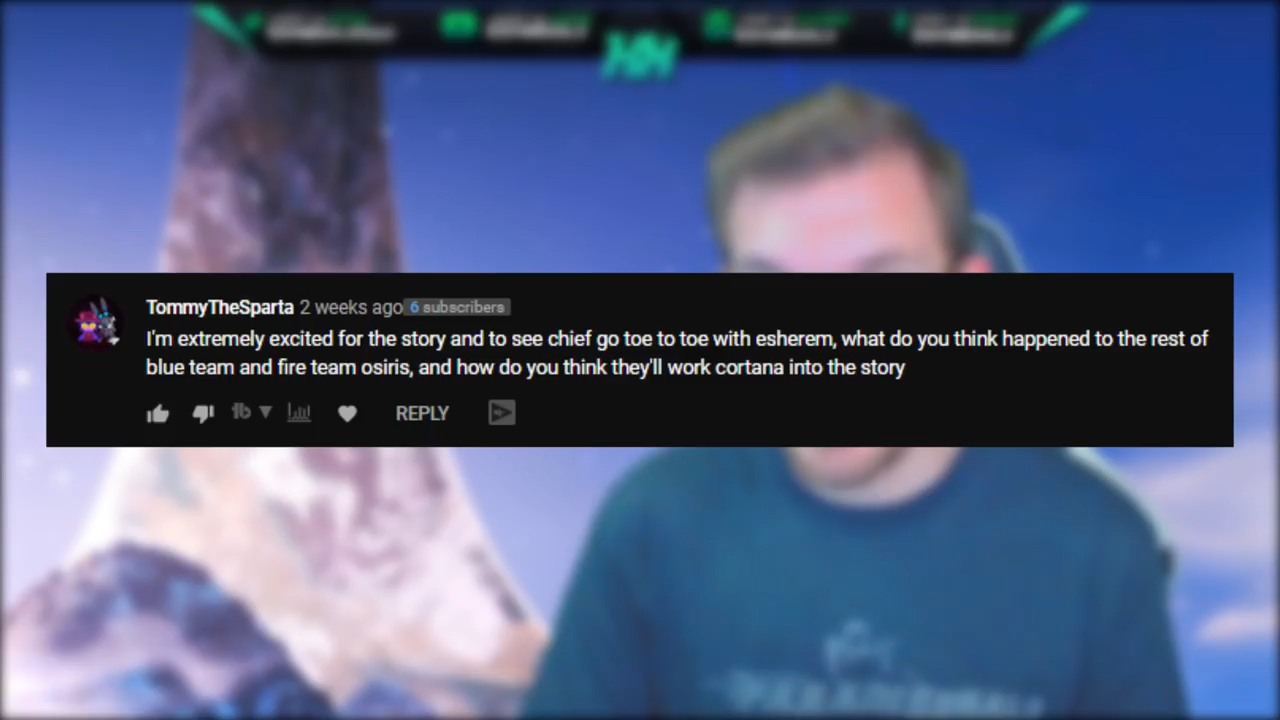 HH
TommyTheSparta 2 weeks ago 6 subscribers
I'm extremely excited for the story and to see chief go toe to toe with esherem, what do you think happened to the rest of
blue team and fire team osiris, and how do you think they'll work cortana into the story
REPLY